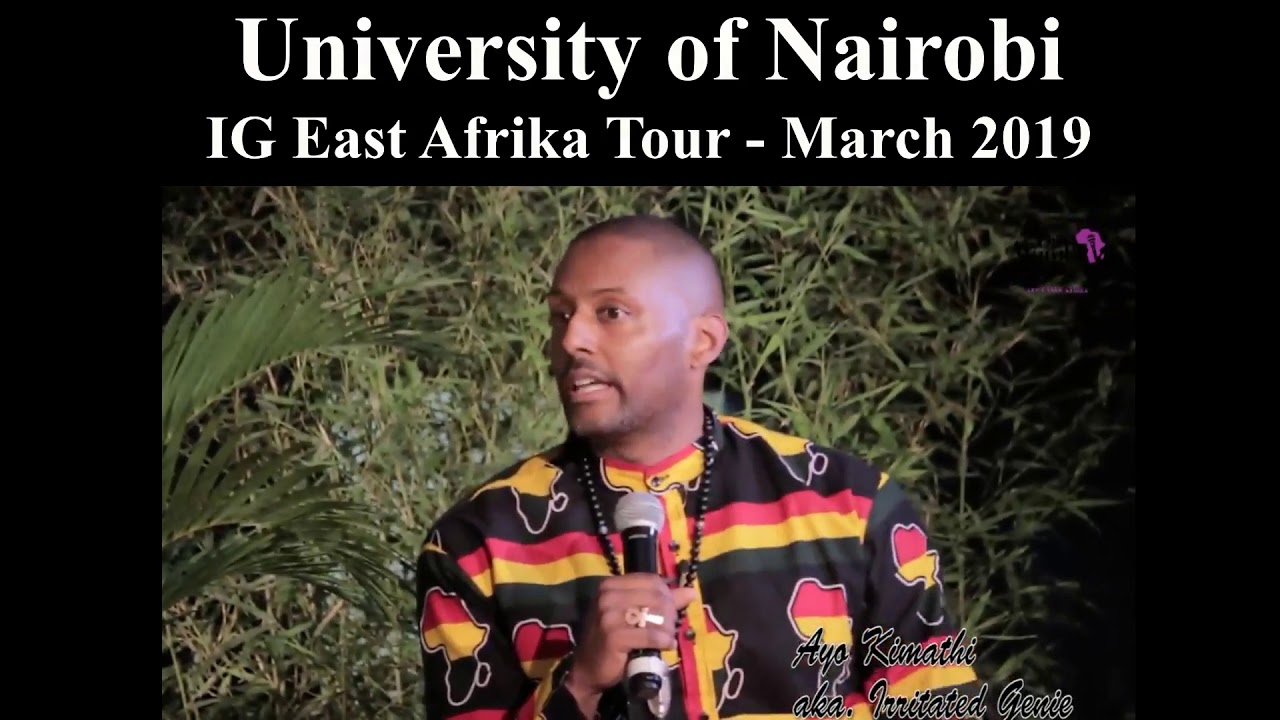 University of Nairobi
IG East Afrika Tour - March 2019
Ayo Kimathi
aka. Irritated Genie